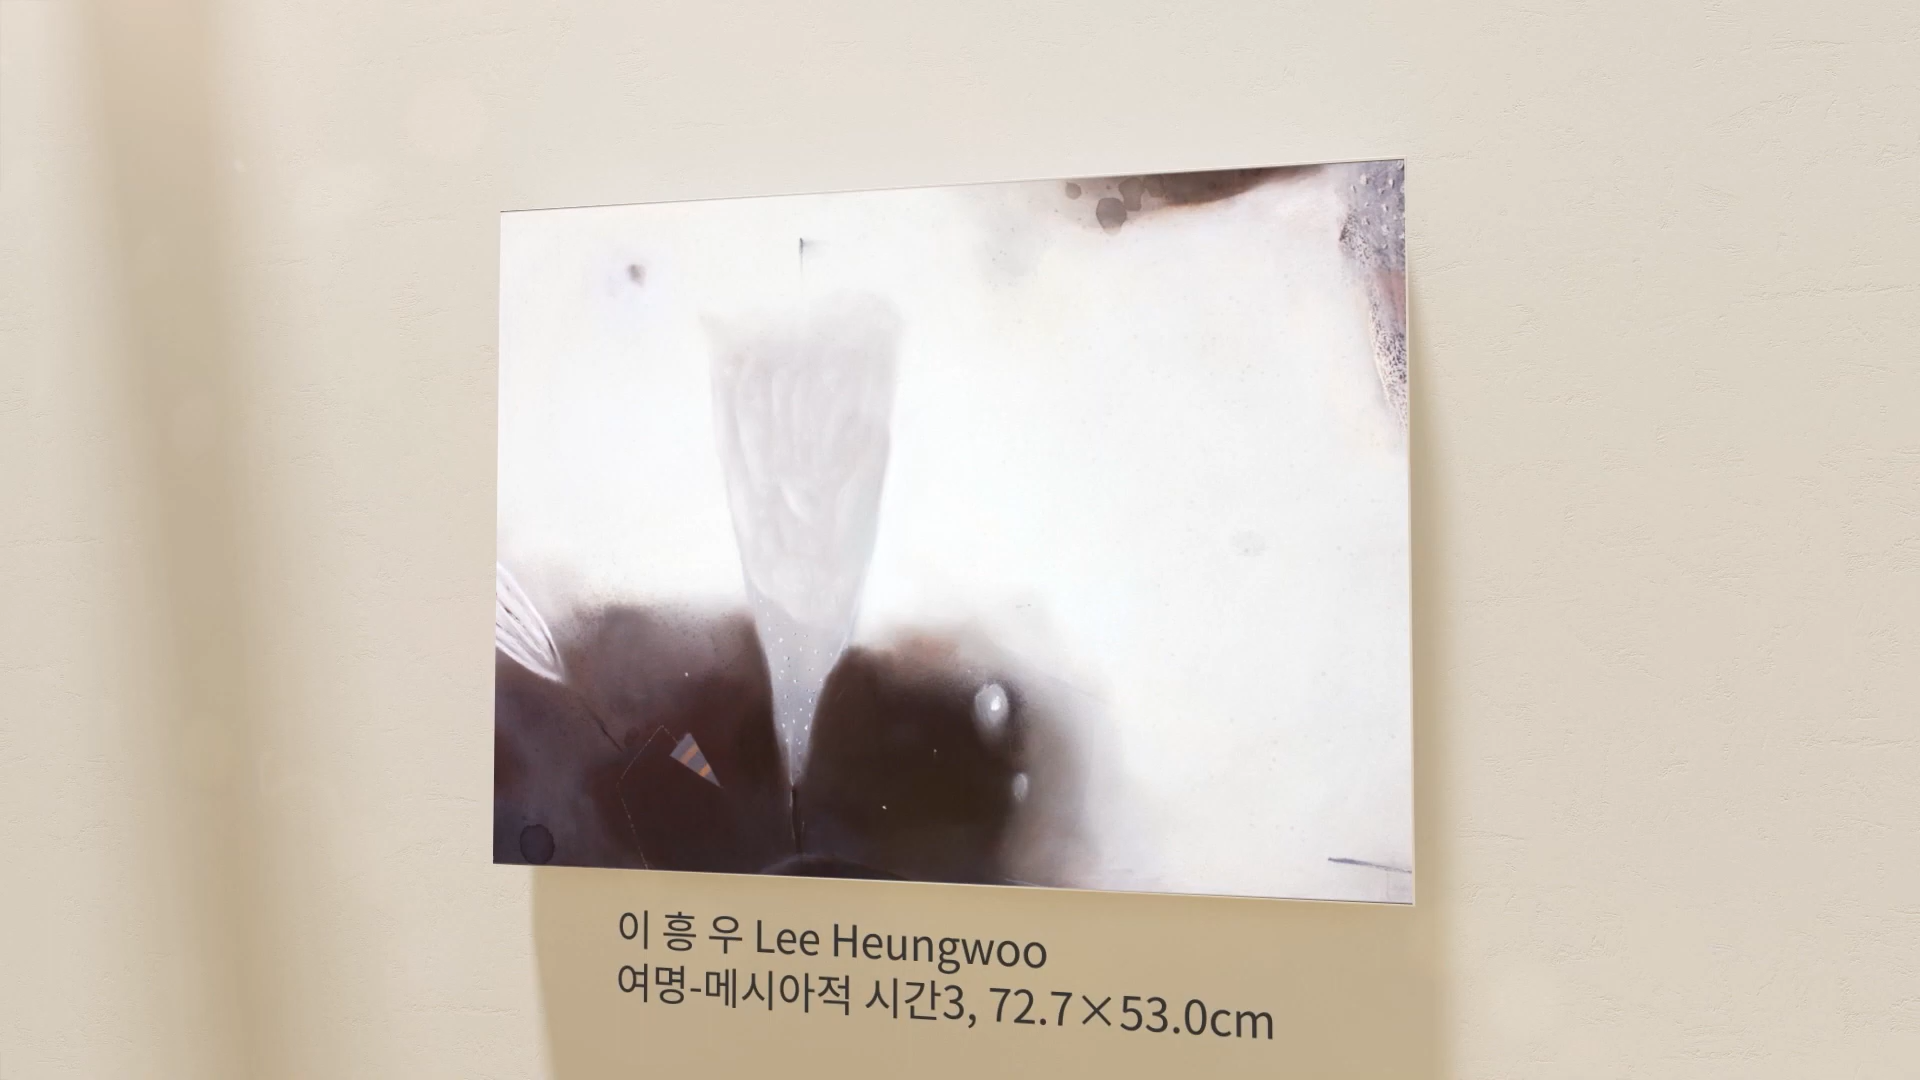 이 흥 우 Lee Heungwoo
여명-메시아적 시간3, 72.7×53.0cm